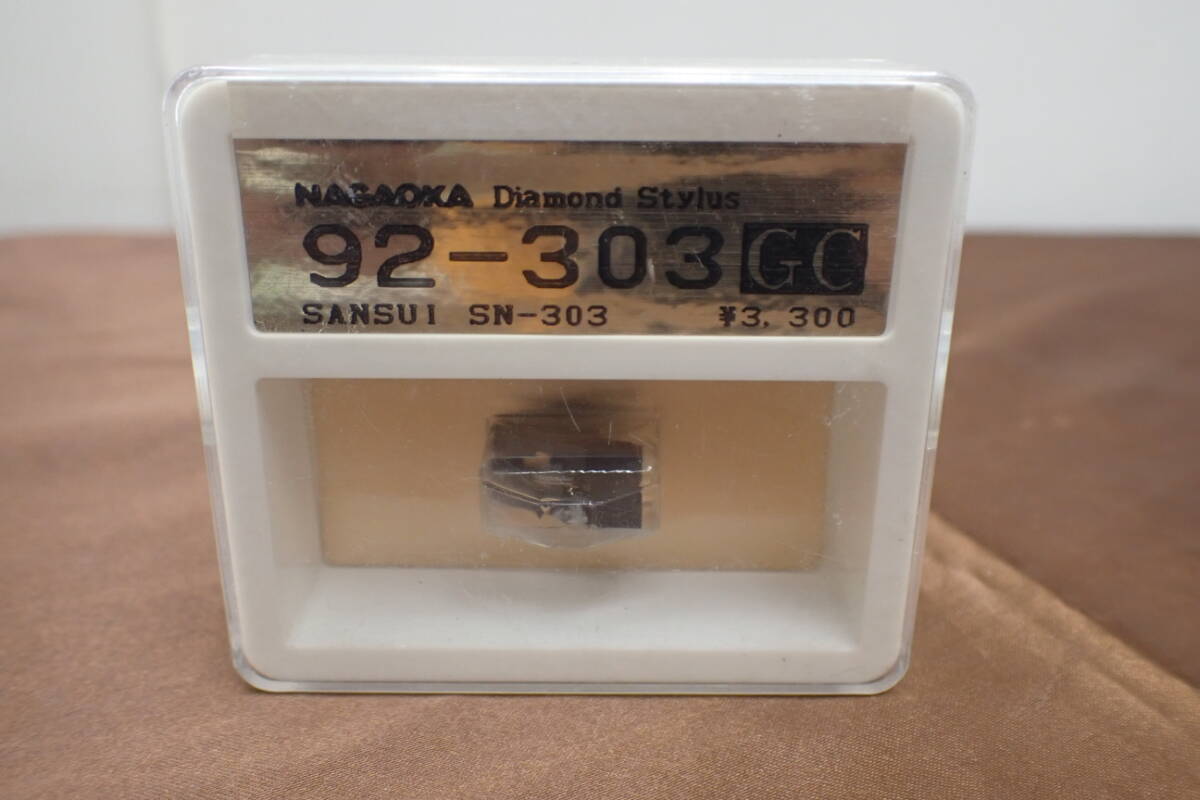 NAGAOKA Diamond Stylus
92-303 GC
SANSUI SN-303 ¥3,300